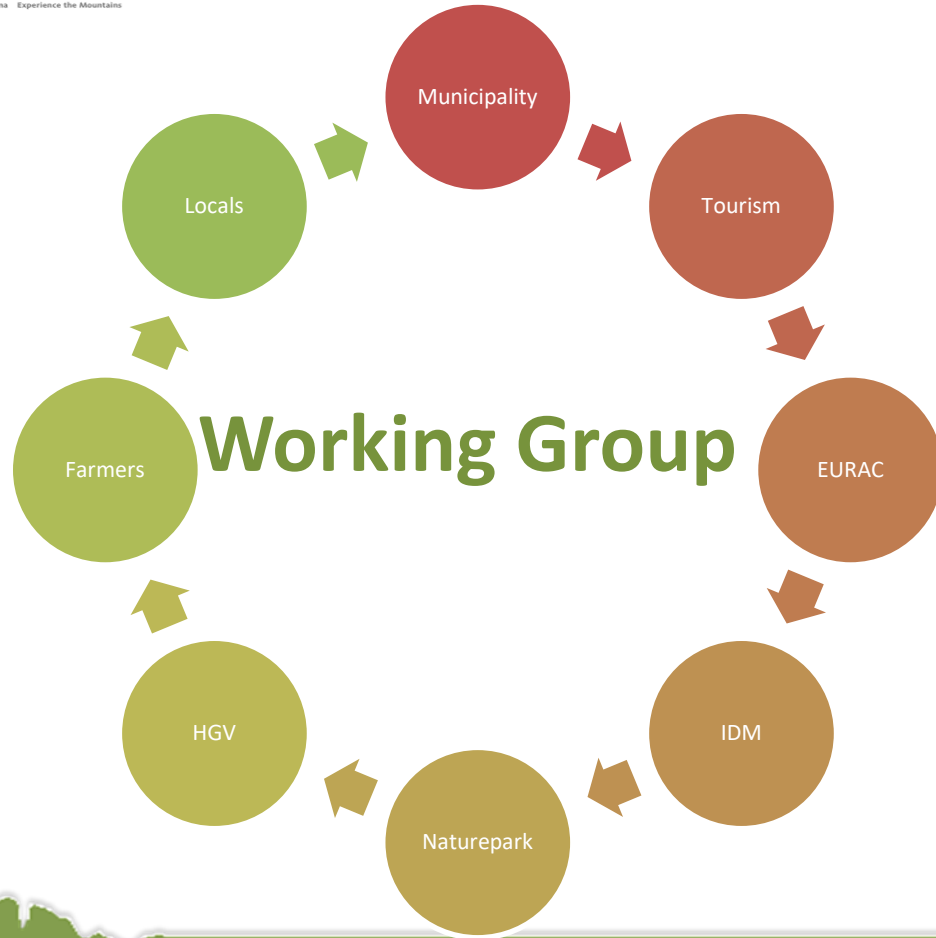 na Experience the Mountains
Municipality
Tourism
EURAC
IDM
Naturepark
HGV
Farmers
Locals
Working Group